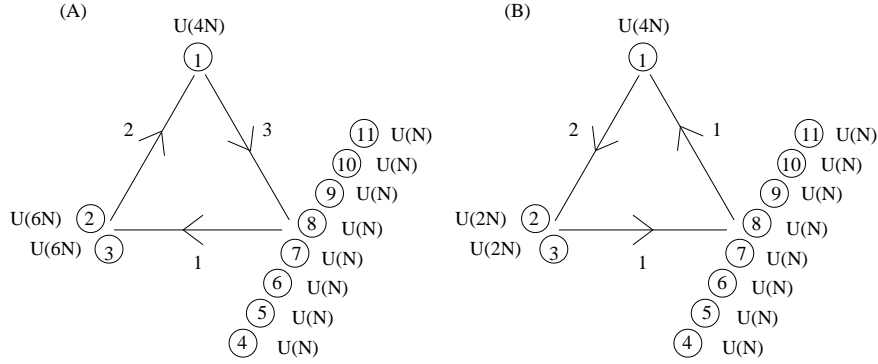 (A)
U(4N)
1
2
3
11 U(N)
10 U(N)
9 U(N)
U(6N) 2
8 U(N)
U(6N) 3
1
7 U(N)
6 U(N)
5 U(N)
4 U(N)
(B)
U(4N)
1
2
1
11 U(N)
10 U(N)
9 U(N)
U(2N) 2
8 U(N)
U(2N) 3
1
7 U(N)
6 U(N)
5 U(N)
4 U(N)